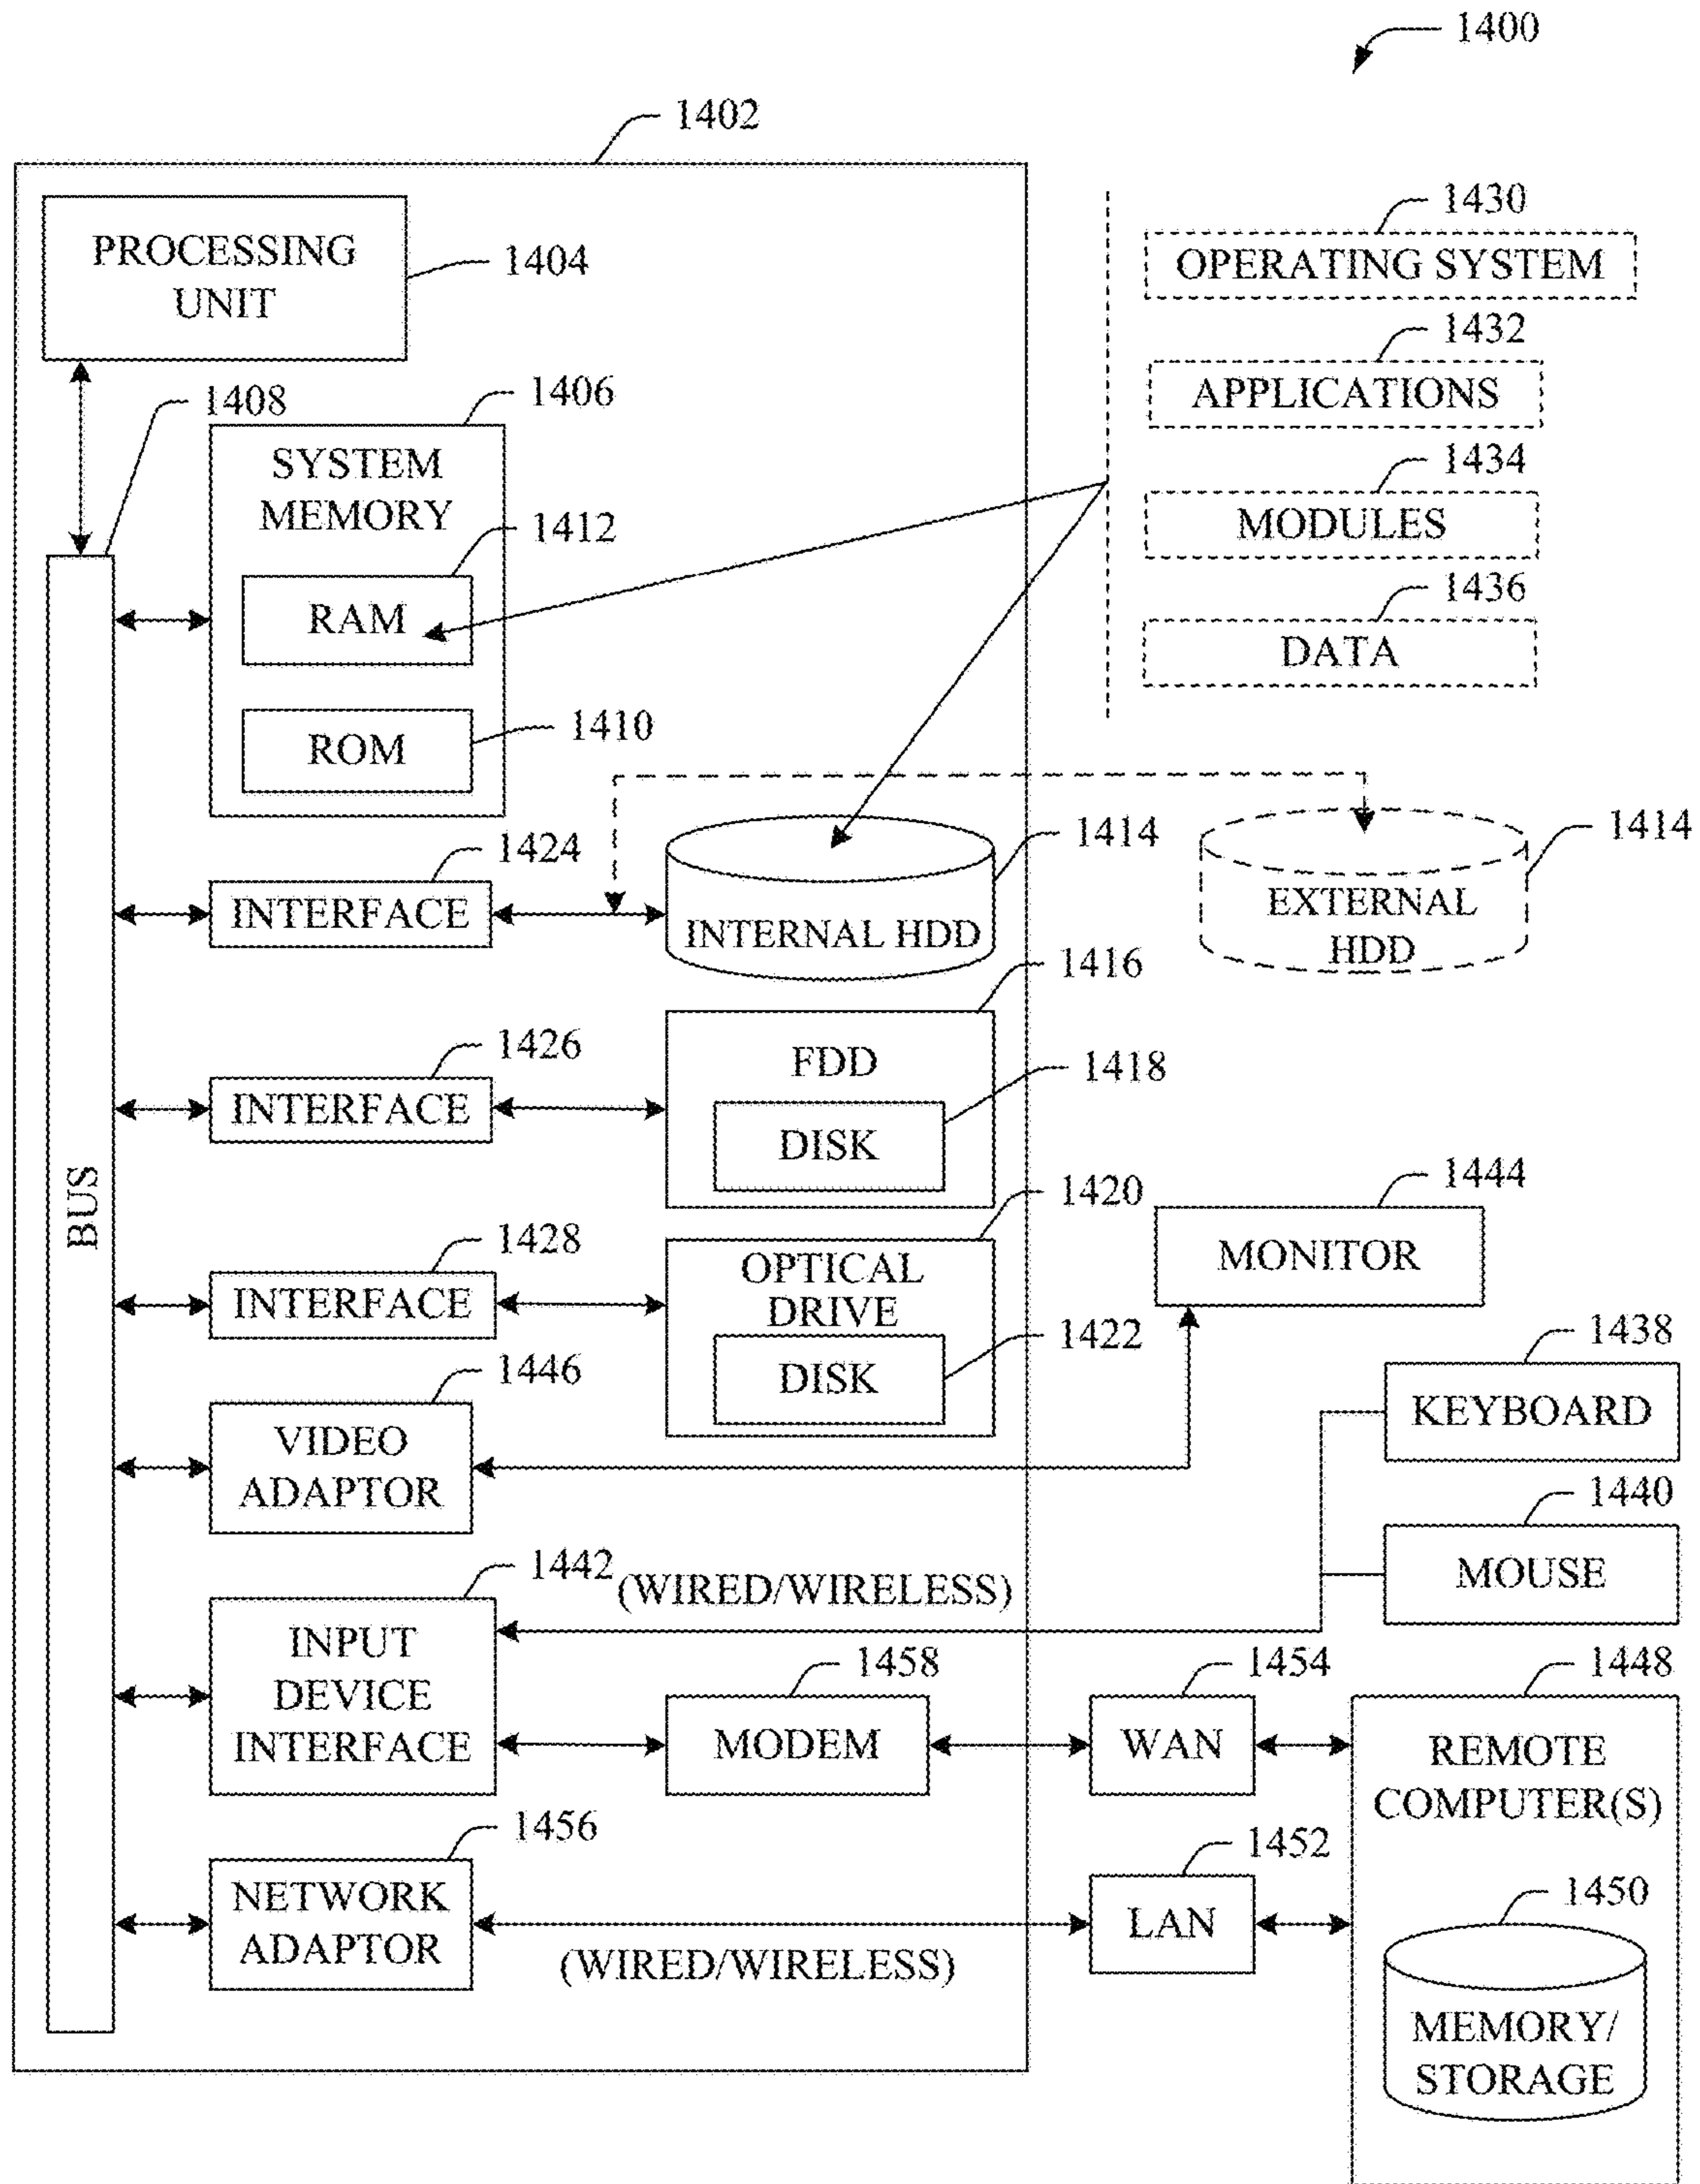 1400
1402
PROCESSING
UNIT
1404
1430
OPERATING SYSTEM
1432
APPLICATIONS
1434
MODULES
1436
DATA
1408
1406
SYSTEM
MEMORY
1412
RAM
1410
ROM
1424
INTERFACE
1414
INTERNAL HDD
1414
EXTERNAL
HDD
1426
INTERFACE
1416
FDD
1418
DISK
BUS
1428
INTERFACE
1420
OPTICAL
DRIVE
1422
DISK
1444
MONITOR
1446
VIDEO
ADAPTOR
1438
KEYBOARD
1440
MOUSE
1442
(WIRED/WIRELESS)
INPUT
DEVICE
INTERFACE
1458
MODEM
1454
WAN
1448
REMOTE
COMPUTER(S)
1456
NETWORK
ADAPTOR
(WIRED/WIRELESS)
1452
LAN
1450
MEMORY/
STORAGE